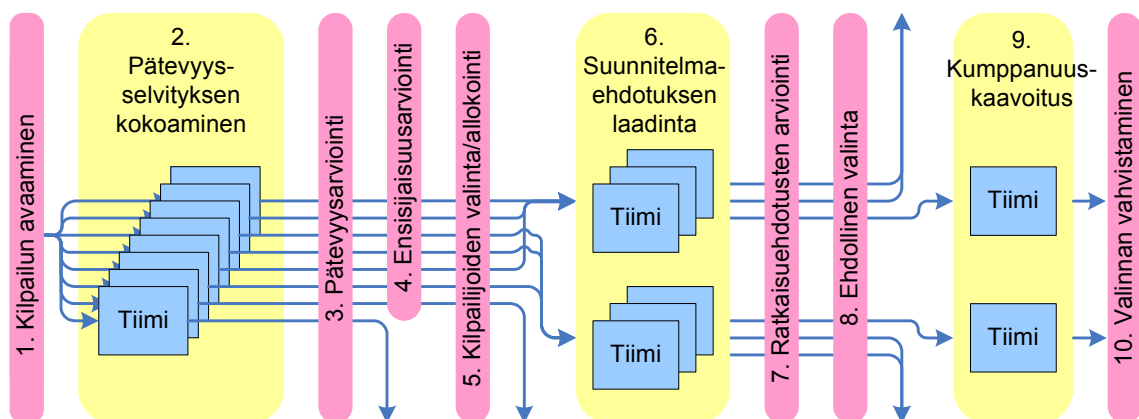 1. Kilpailun avaaminen
2.
Pätevyys-
selvityksen
kokoaminen
Tiimi
3. Pätevyysarviointi
4. Ensisijaisuusarviointi
5. Kilpailijoiden valinta/allokointi
6.
Suunnitelma-
ehdotuksen
laadinta
Tiimi
Tiimi
7. Ratkaisuehdotusten arviointi
8. Ehdollinen valinta
9.
Kumppanuus-
kaavoitus
Tiimi
Tiimi
10. Valinnan vahvistaminen